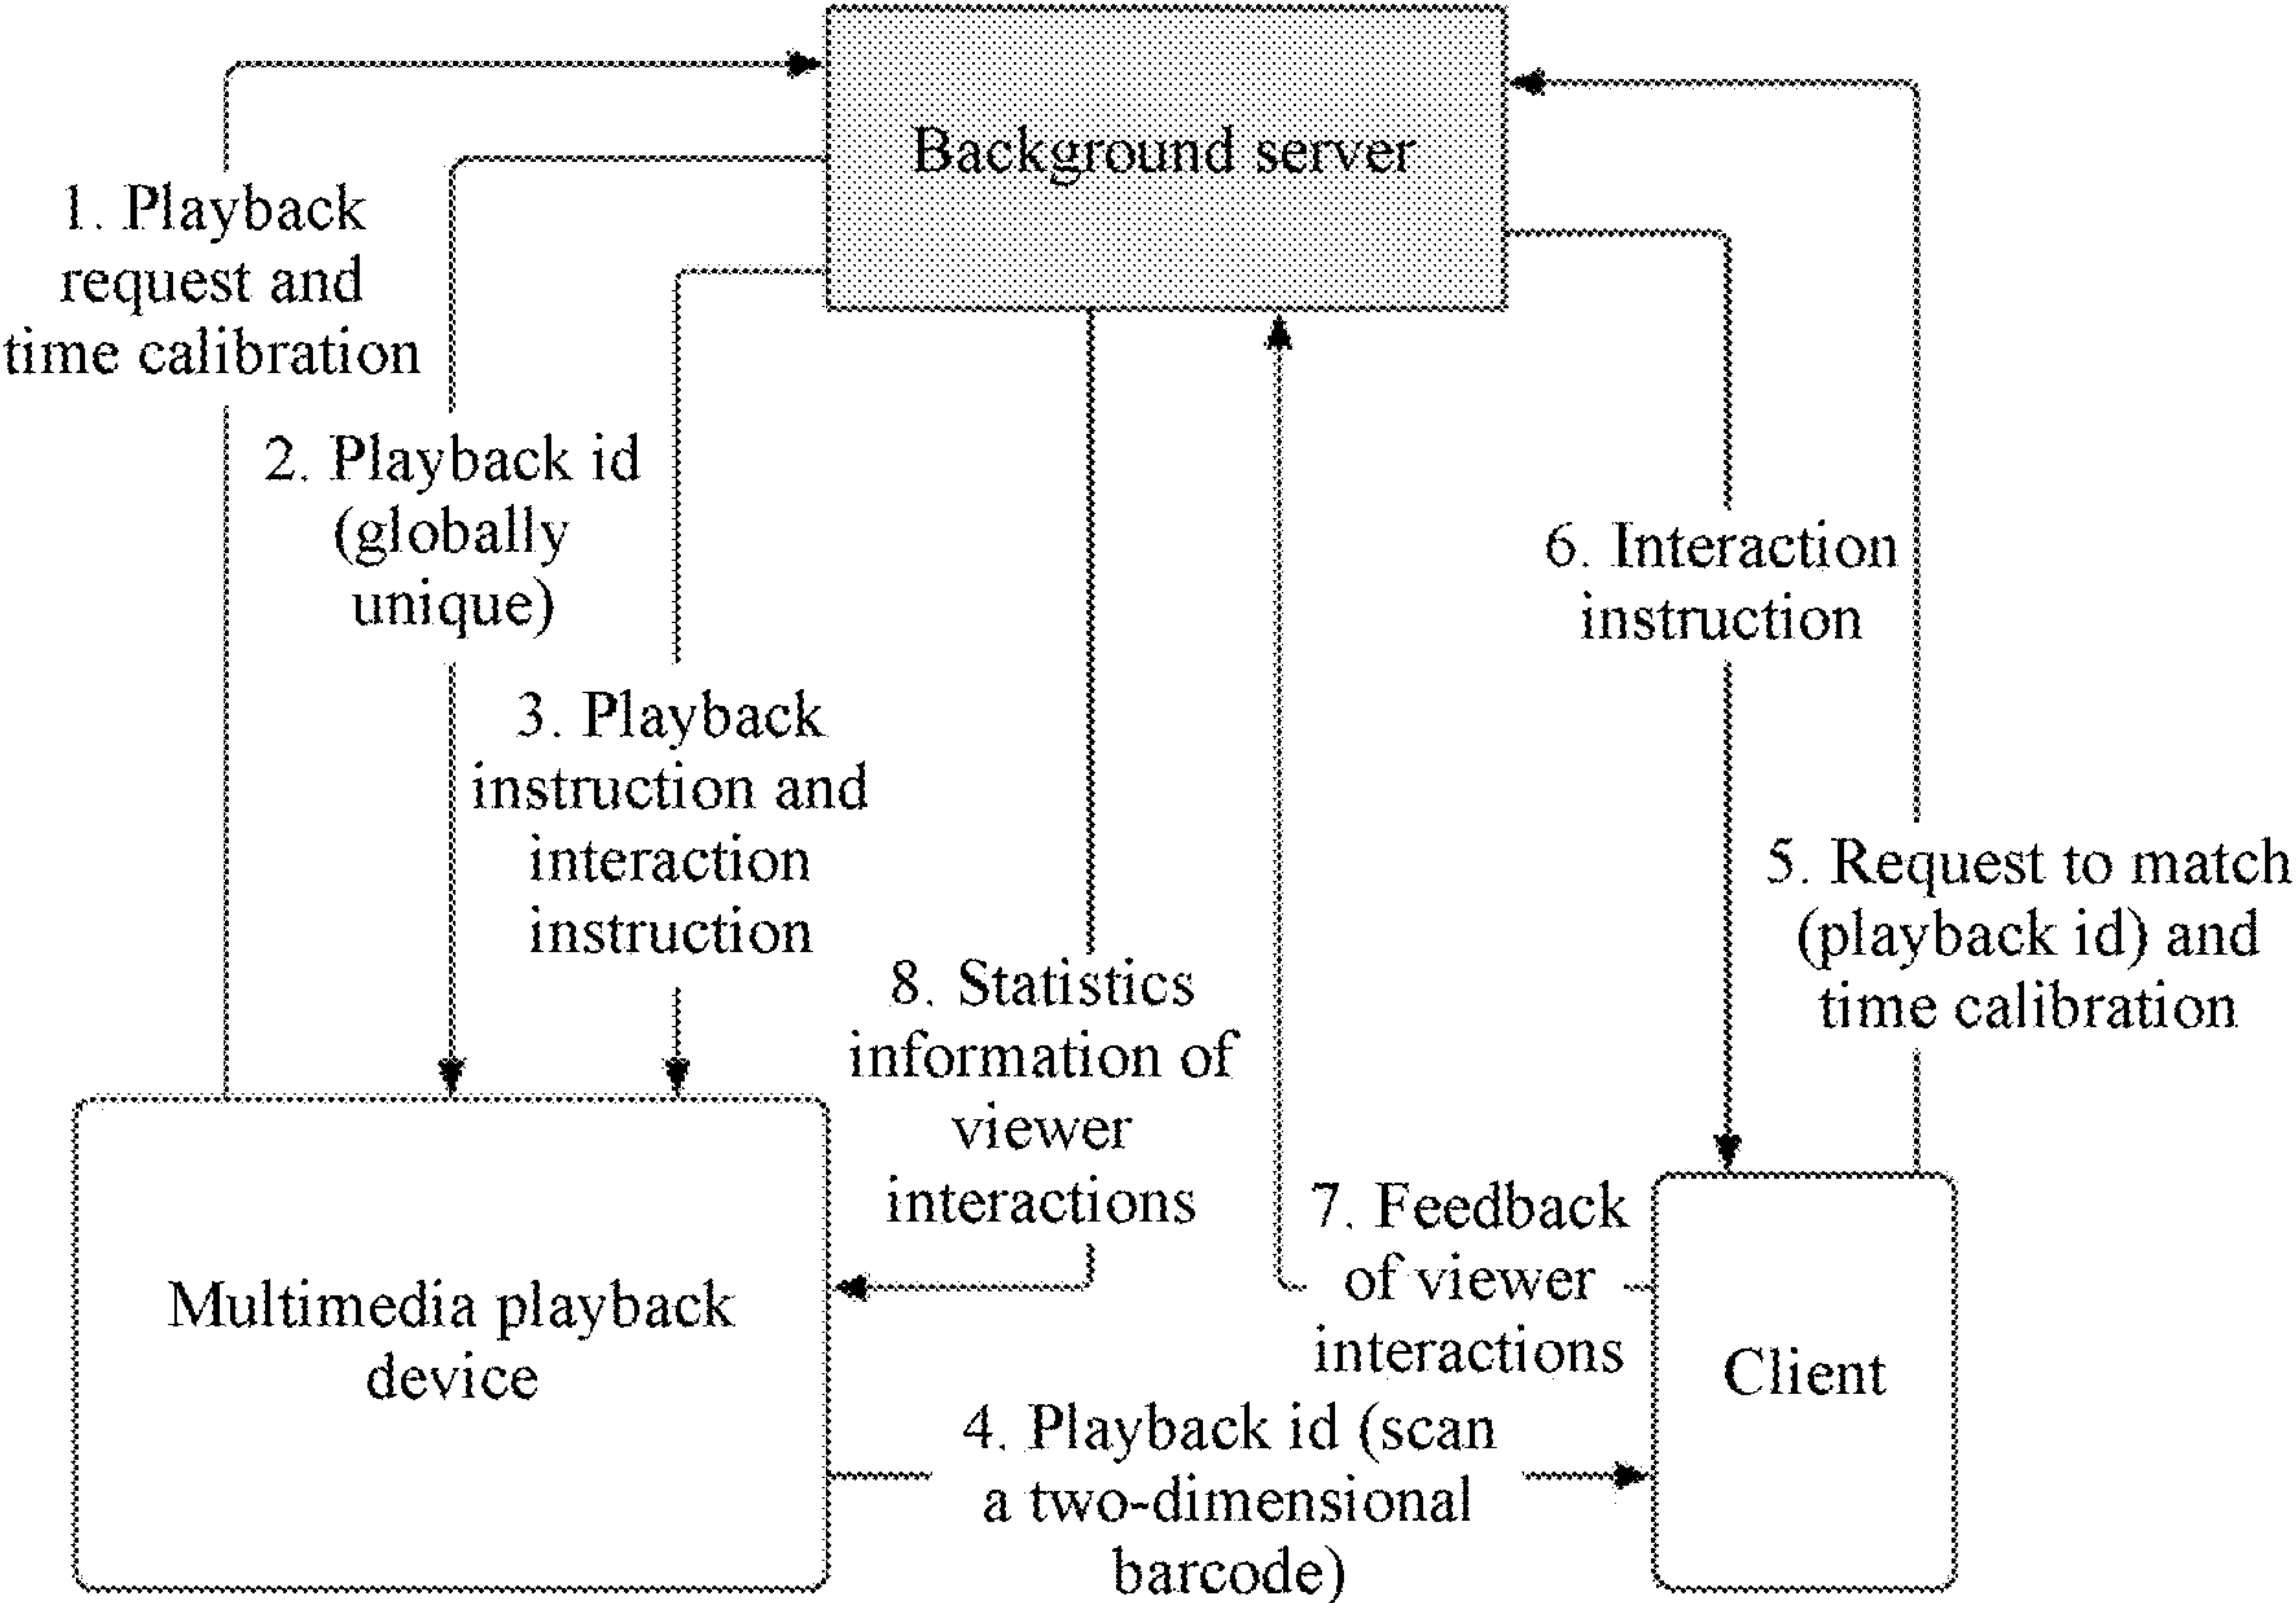 Background server
1. Playback
request and
time calibration
2. Playback id
(globally
unique)
3. Playback
instruction and
interaction
instruction
8. Statistics
information of
viewer
interactions
6. Interaction
instruction
5. Request to match
(playback id) and
time calibration
7. Feedback
of viewer
interactions
Multimedia playback
device
Client
4. Playback id (scan
a two-dimensional
barcode)